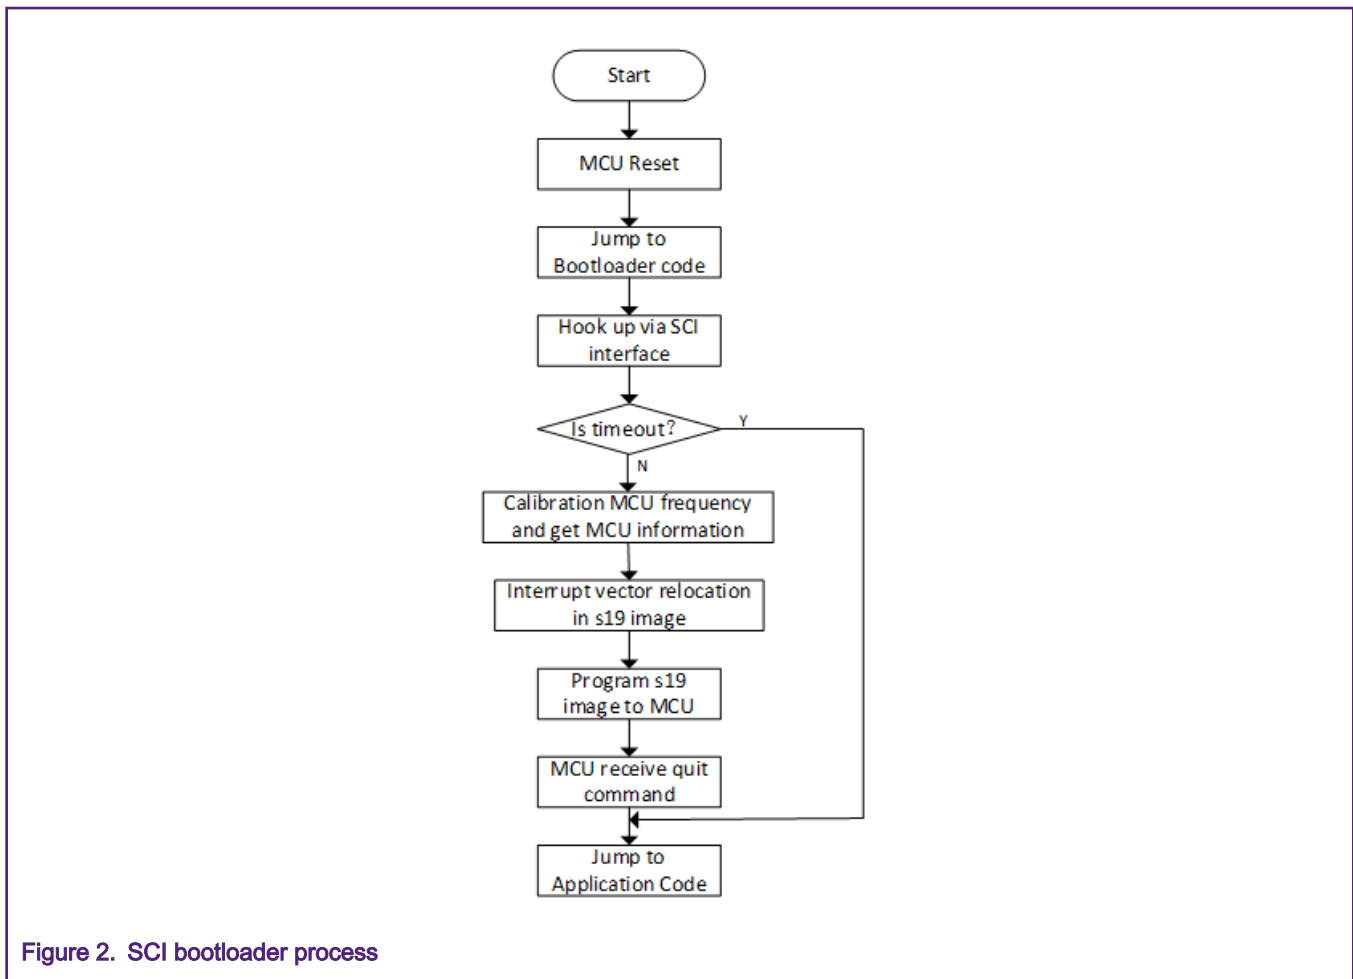 Start
MCU Reset
Jump to
Bootloader code
Hook up via SCI
interface
Is timeout?
Y
N
Calibration MCU frequency
and get MCU information
Interrupt vector relocation
in s19 image
Program s19
image to MCU
MCU receive quit
command
Jump to
Application Code
Figure 2. SCI bootloader process